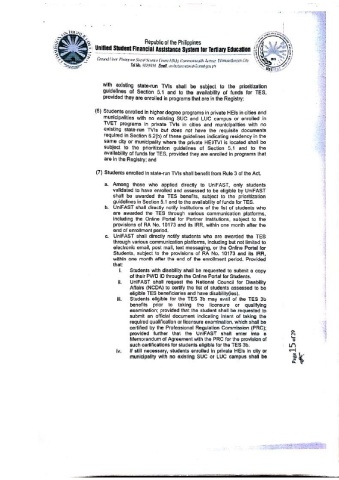 Republic of the Philippines
Unified Student Financial Assistance System for Tertiary Education
with existing state-run TVIs shall be subject to the prioritization
guidelines of Section 5.1 and to the availability of funds for TES,
provided they are enrolled in programs that are in the Registry;
(6) Students enrolled in higher degree programs in private HEIs in cities and
municipalities with no existing SUC and LUC campus or enrolled in
TVET programs in private TVIs in cities and municipalities with no
existing state-run TVIs but does not have the requisite documents
required in Section 6.2(b) of these guidelines indicating residency in the
same city or municipality where the private HEI/TVI is located shall be
subject to the prioritization guidelines of Section 5.1 and to the
availability of funds for TES, provided they are enrolled in programs that
are in the Registry; and
(7) Students enrolled in state-run TVIs shall benefit from Rule 3 of the Act.
a. Among those who applied directly to UniFAST, only students
validated to have enrolled and assessed to be eligible by UniFAST
shall be awarded the TES benefits, subject to the prioritization
guidelines in Section 5.1 and to the availability of funds for TES.
b. UniFAST shall directly notify institutions of the list of students who
are awarded the TES through various communication platforms,
including the Online Portal for Partner Institutions, subject to the
provisions of RA No. 10173 and its IRR, within one month after the
end of enrollment period.
c. UniFAST shall directly notify students who are awarded the TES
through various communication platforms, including but not limited to
electronic email, post mail, text messaging, or the Online Portal for
Students, subject to the provisions of RA No. 10173 and its IRR,
within one month after the end of the enrollment period. Provided
that:
i. Students with disability shall be requested to submit a copy
of their PWD ID through the Online Portal for Students,
ii. UniFAST shall request the National Council for Disability
Affairs (NCDA) to certify the list of students assessed to be
eligible TES beneficiaries and have disability(ies)
iii. Students eligible for the TES 3b may avail of the TES 3b
benefits prior to taking the licensure or qualifying
examination; provided that the student shall be requested to
submit an official document indicating intent of taking the
required qualification or licensure examination, which shall be
certified by the Professional Regulation Commission (PRC);
provided further that the UniFAST shall enter into a
Memorandum of Agreement with the PRC for the provision of
such certifications for students eligible for the TES 3b.
iv. If still necessary, students enrolled in private HEIs in city or
municipality with no existing SUC or LUC campus shall be
Page 15 of 29